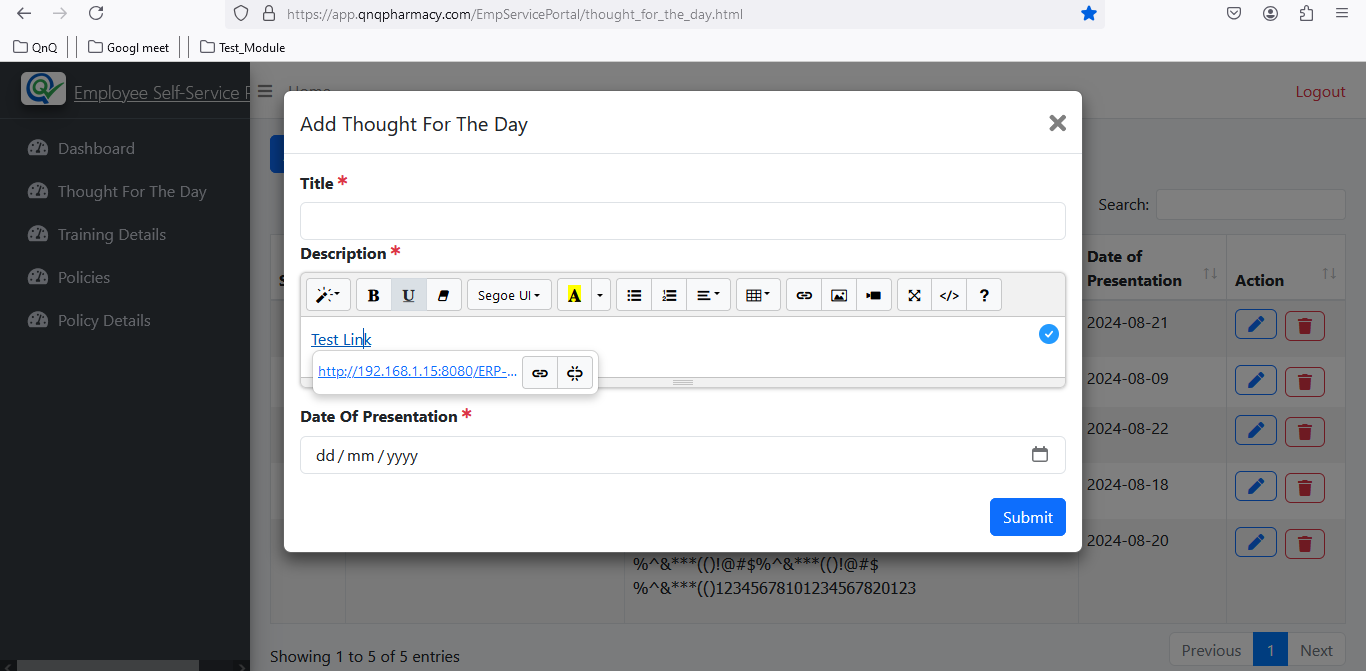 https://app.qnqpharmacy.com/EmpServicePortal/thought_for_the_day.html
QnQ
Googl meet
Test_Module
Employee Self-Service
Home
Logout
Add Thought For The Day
Dashboard
Thought For The Day
Training Details
Policies
Policy Details
Title *
Search:
Description *
B U Segoe UI A </> ?
Date of
Presentation
Action
Test Link
http://192.168.1.15:8080/ERP-...
2024-08-21
2024-08-09
Date Of Presentation *
2024-08-22
dd / mm / yyyy
2024-08-18
Submit
2024-08-20
%^&***(()!@#$%^&***(()!@#$
%^&***(()12345678101234567820123
Showing 1 to 5 of 5 entries
Previous 1 Next